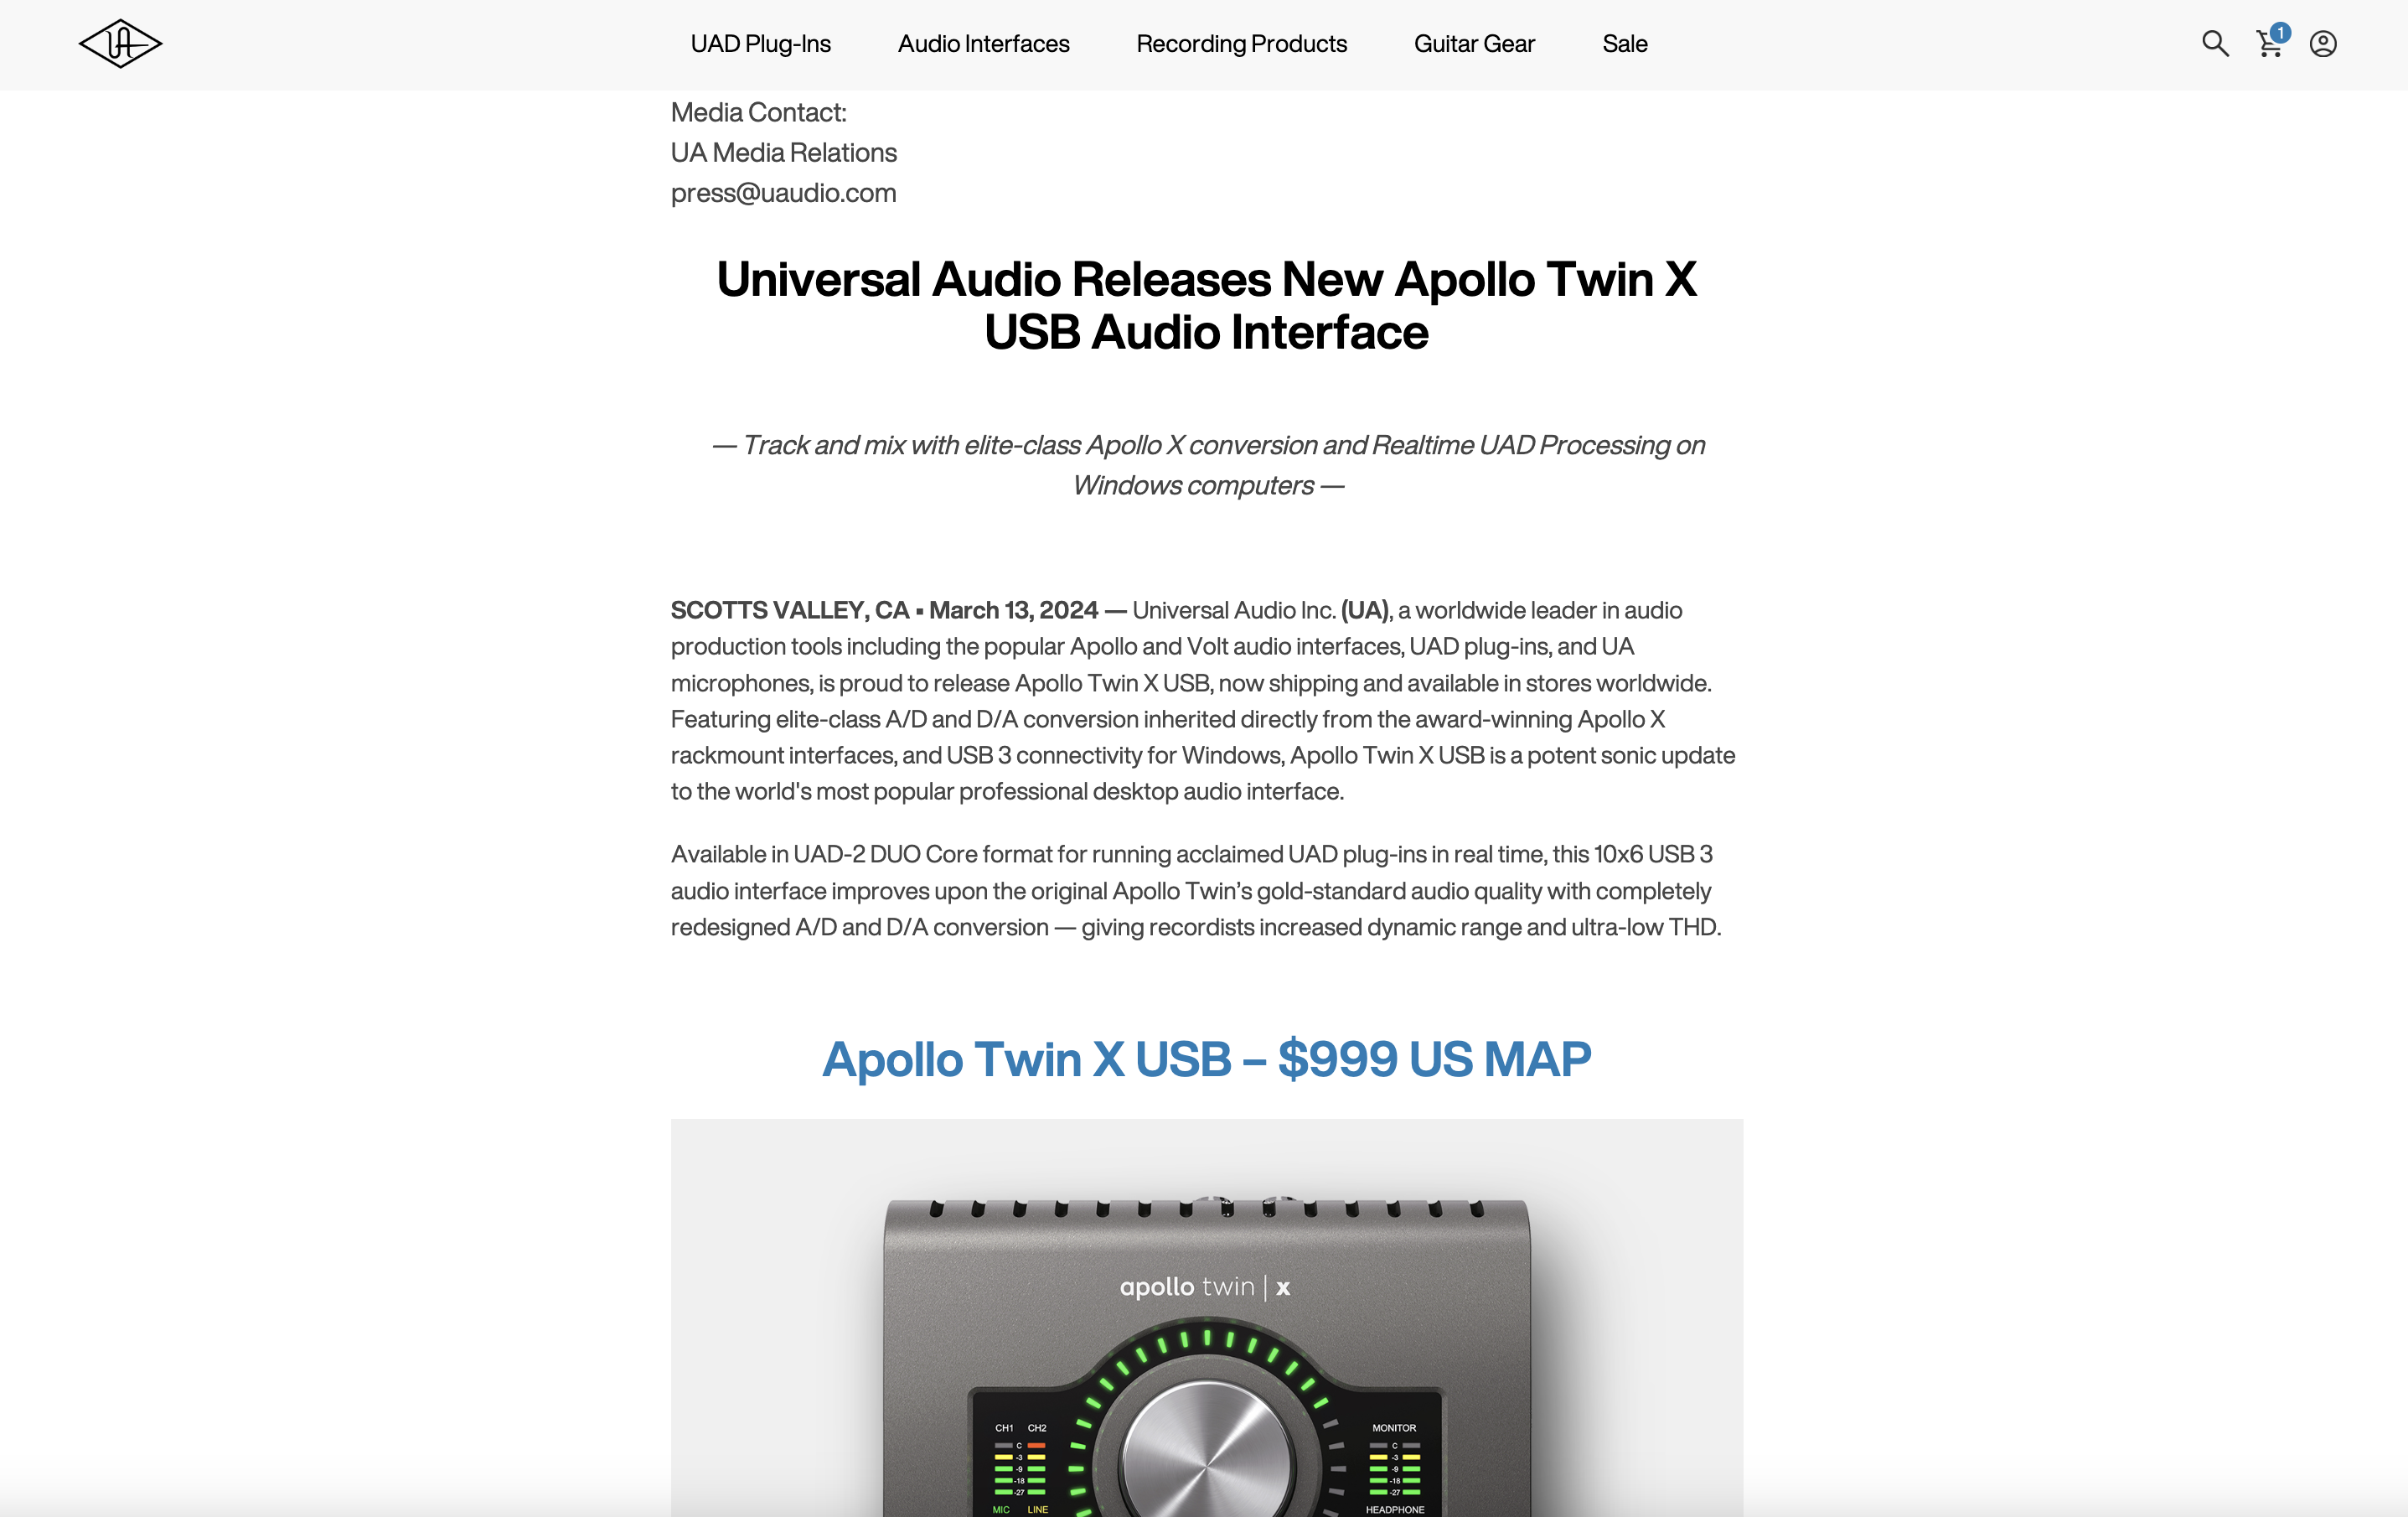 UA
UAD Plug-Ins
Audio Interfaces
Recording Products
Guitar Gear
Sale
1
Media Contact:
UA Media Relations
press@uaudio.com
Universal Audio Releases New Apollo Twin X
USB Audio Interface
— Track and mix with elite-class Apollo X conversion and Realtime UAD Processing on
Windows computers —
SCOTTS VALLEY, CA ▪ March 13, 2024 — Universal Audio Inc. (UA), a worldwide leader in audio
production tools including the popular Apollo and Volt audio interfaces, UAD plug-ins, and UA
microphones, is proud to release Apollo Twin X USB, now shipping and available in stores worldwide.
Featuring elite-class A/D and D/A conversion inherited directly from the award-winning Apollo X
rackmount interfaces, and USB 3 connectivity for Windows, Apollo Twin X USB is a potent sonic update
to the world's most popular professional desktop audio interface.
Available in UAD-2 DUO Core format for running acclaimed UAD plug-ins in real time, this 10x6 USB 3
audio interface improves upon the original Apollo Twin’s gold-standard audio quality with completely
redesigned A/D and D/A conversion — giving recordists increased dynamic range and ultra-low THD.
Apollo Twin X USB – $999 US MAP
apollo twin | x
CH1 CH2
C
-3
-9
-18
-27
MIC LINE
MONITOR
C
-3
-9
-18
-27
HEADPHONE